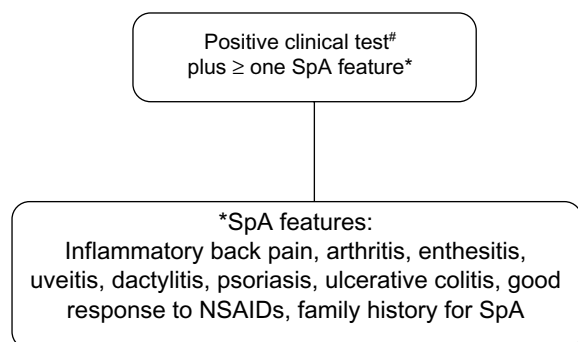 Positive clinical test#
plus ≥ one SpA feature*
*SpA features:
Inflammatory back pain, arthritis, enthesitis,
uveitis, dactylitis, psoriasis, ulcerative colitis, good
response to NSAIDs, family history for SpA